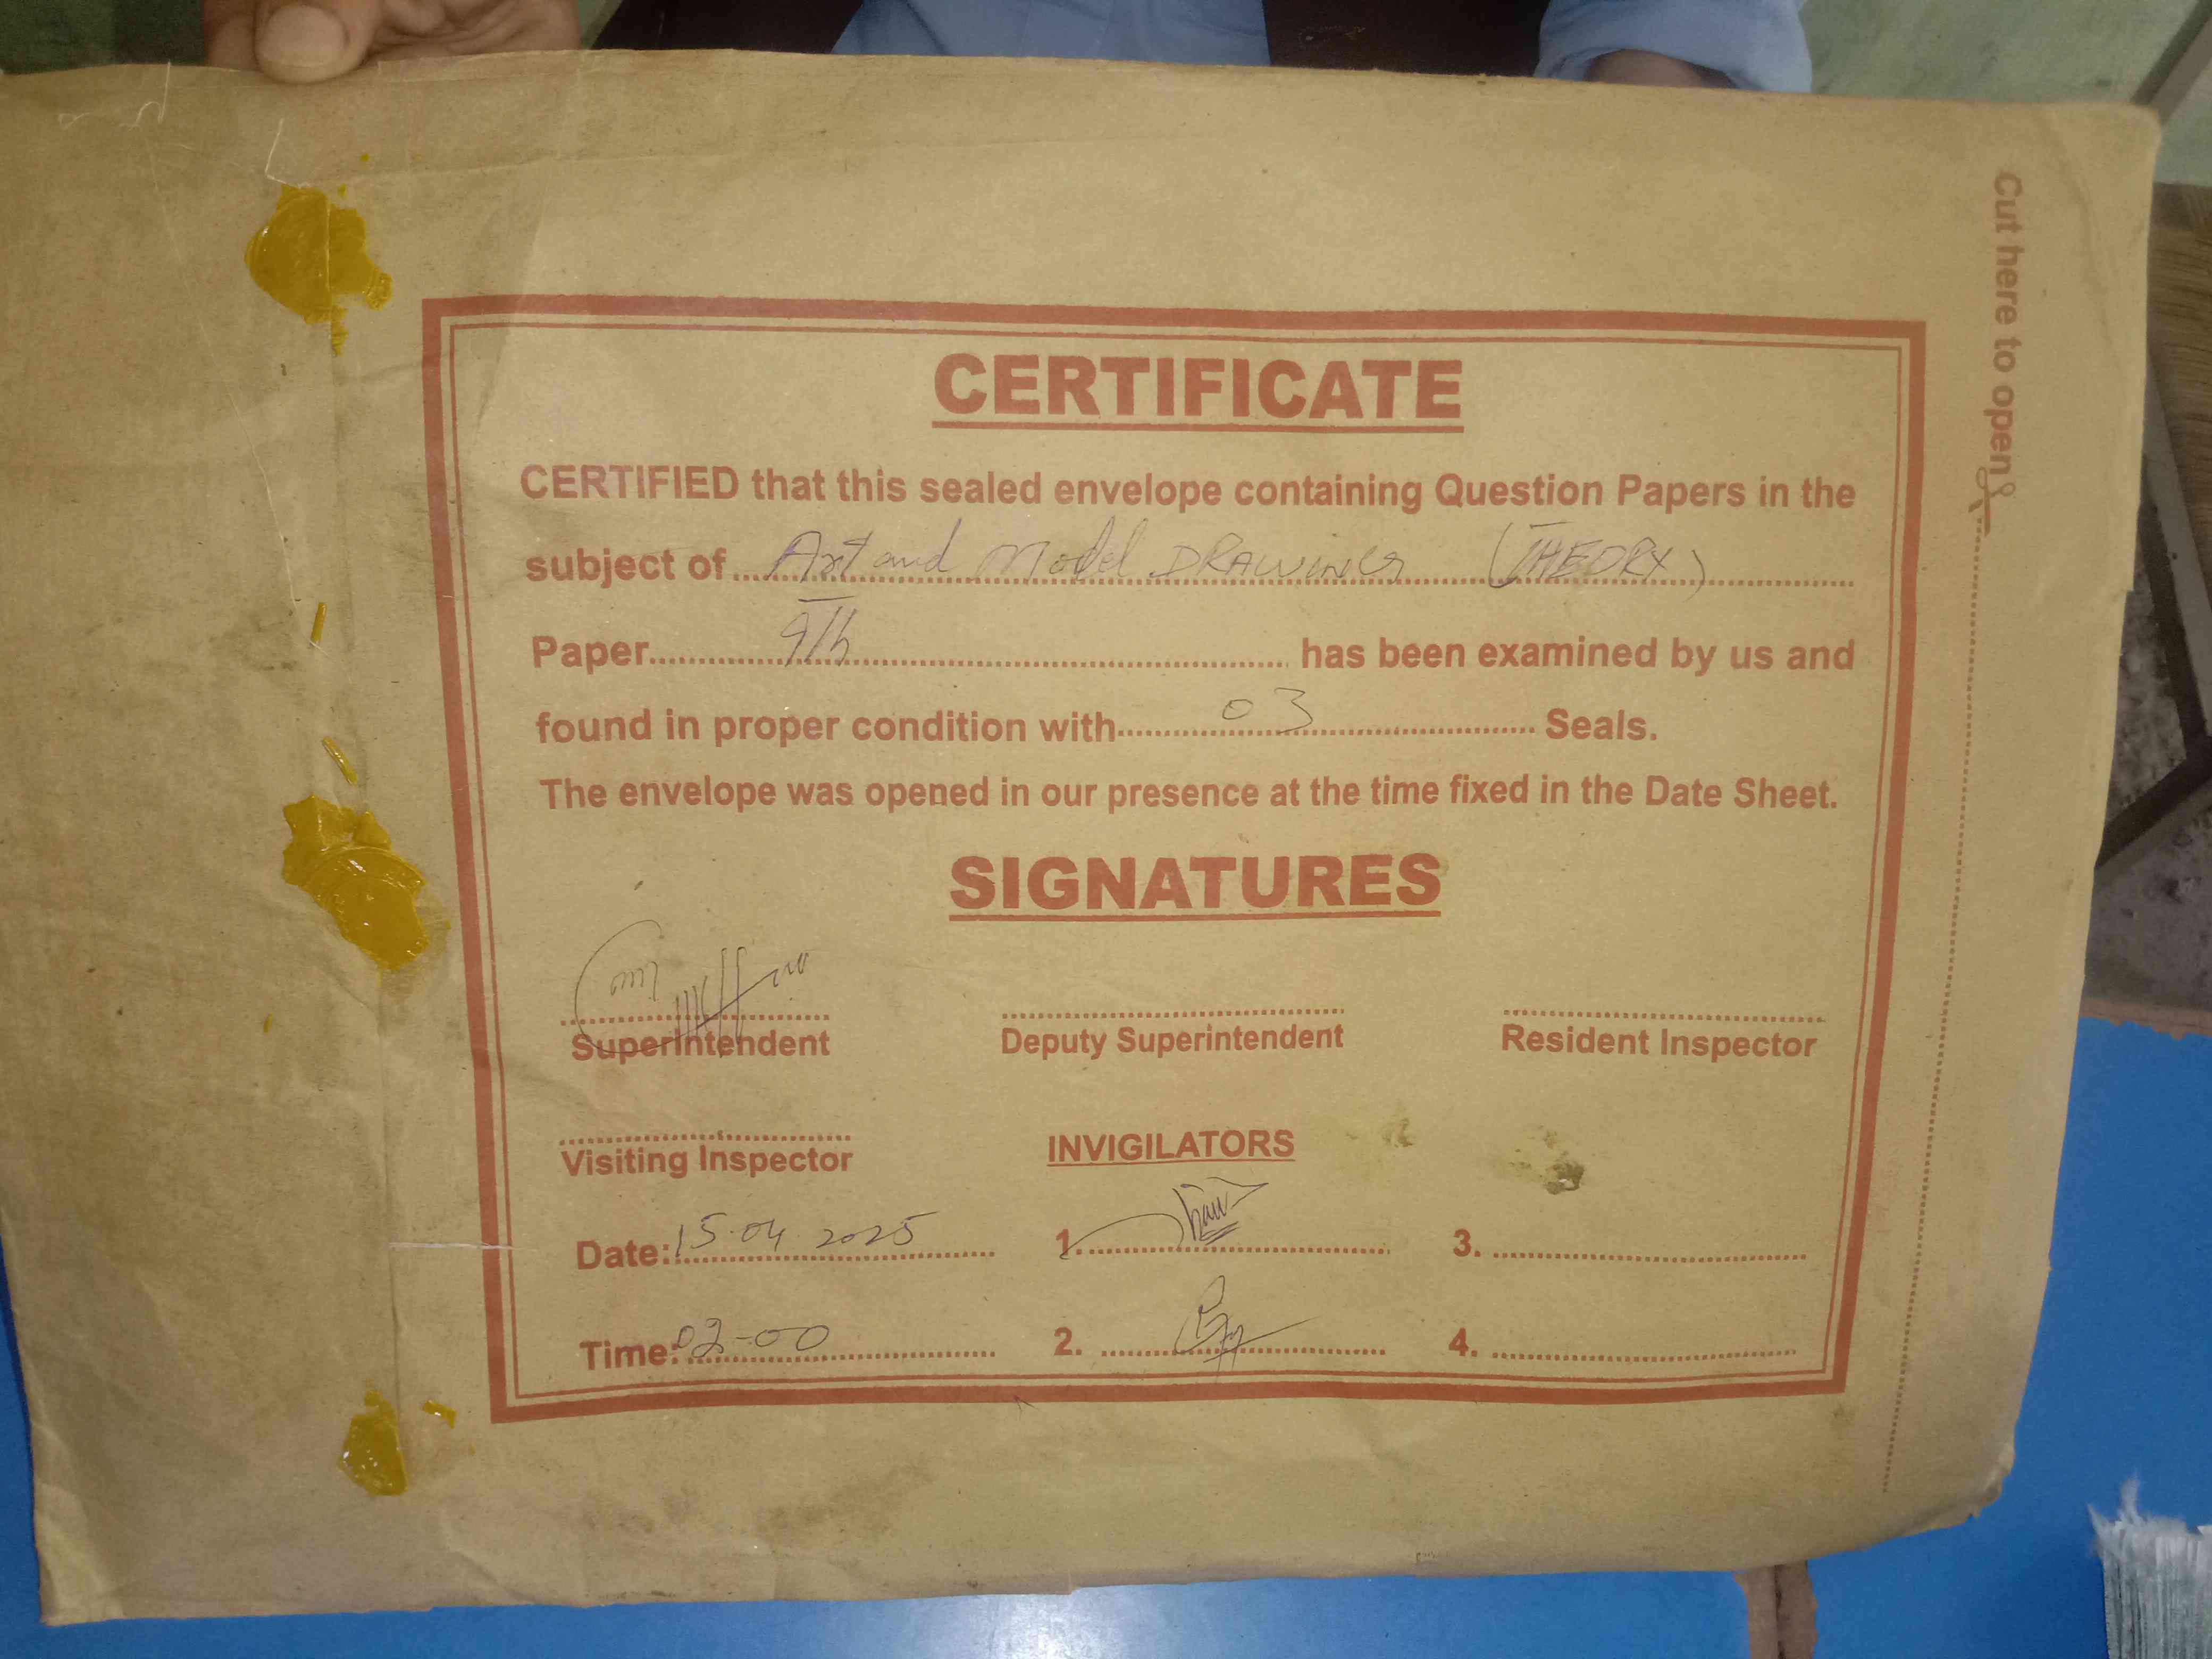 CERTIFICATE
CERTIFIED that this sealed envelope containing Question Papers in the
subject of Art and Model DRAWING (THEORY)
Paper 9th has been examined by us and
found in proper condition with 03 Seals.
The envelope was opened in our presence at the time fixed in the Date Sheet.
SIGNATURES
Superintendent
Deputy Superintendent
Resident Inspector
Visiting Inspector
INVIGILATORS
Date: 15.04.2025 1. 3.
Time: 02-00 2. 4.
Cut here to open